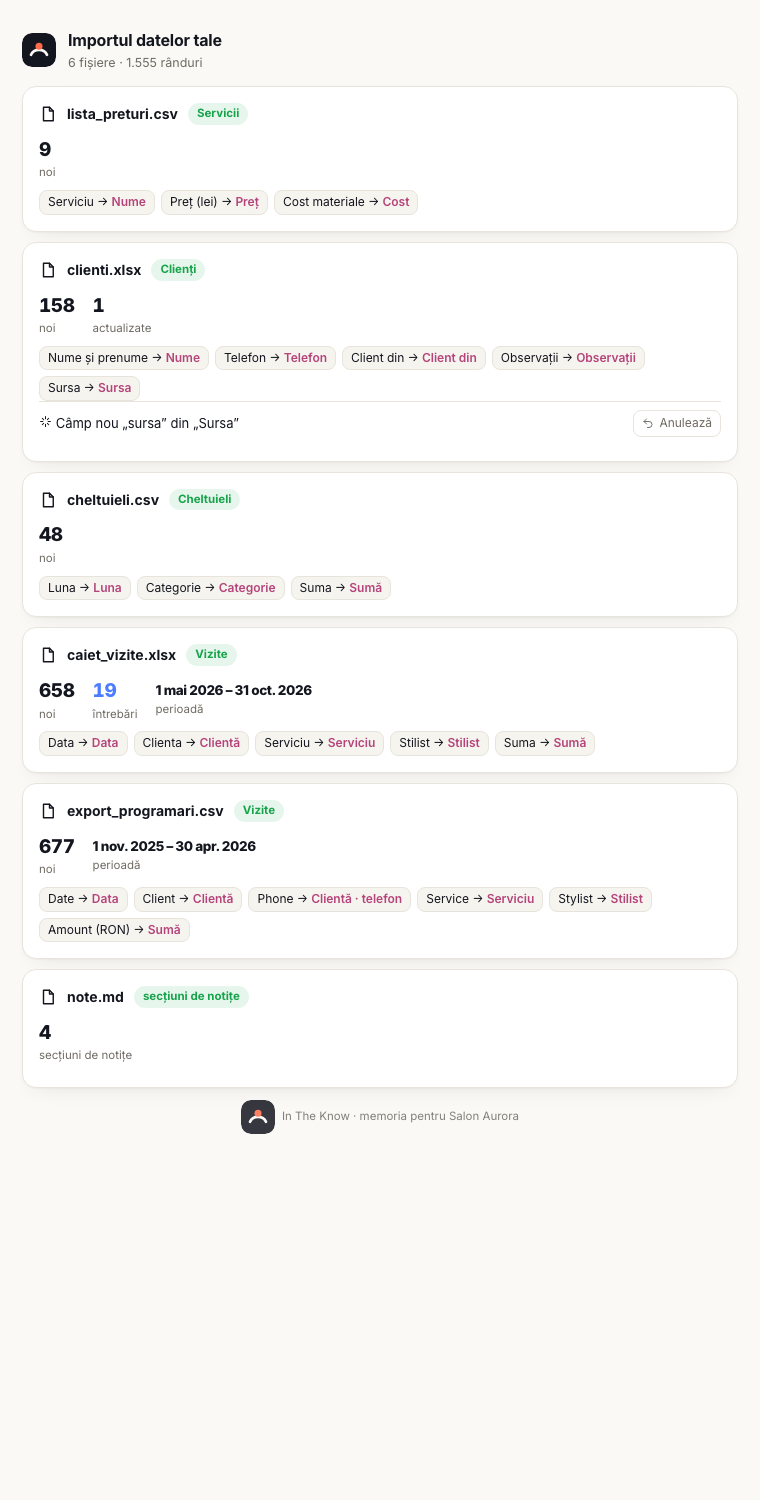 Importul datelor tale
6 fișiere · 1.555 rânduri
lista_preturi.csv Servicii
9
noi
Serviciu → Nume Preț (lei) → Preț Cost materiale → Cost
clienti.xlsx Clienți
158 1
noi actualizate
Nume și prenume → Nume Telefon → Telefon Client din → Client din Observații → Observații
Sursa → Sursa
Câmp nou „sursa” din „Sursa” Anulează
cheltuieli.csv Cheltuieli
48
noi
Luna → Luna Categorie → Categorie Suma → Sumă
caiet_vizite.xlsx Vizite
658 19 1 mai 2026 – 31 oct. 2026
noi întrebări perioadă
Data → Data Clienta → Clientă Serviciu → Serviciu Stilist → Stilist Suma → Sumă
export_programari.csv Vizite
677 1 nov. 2025 – 30 apr. 2026
noi perioadă
Date → Data Client → Clientă Phone → Clientă · telefon Service → Serviciu Stylist → Stilist
Amount (RON) → Sumă
note.md secțiuni de notițe
4
secțiuni de notițe
In The Know · memoria pentru Salon Aurora